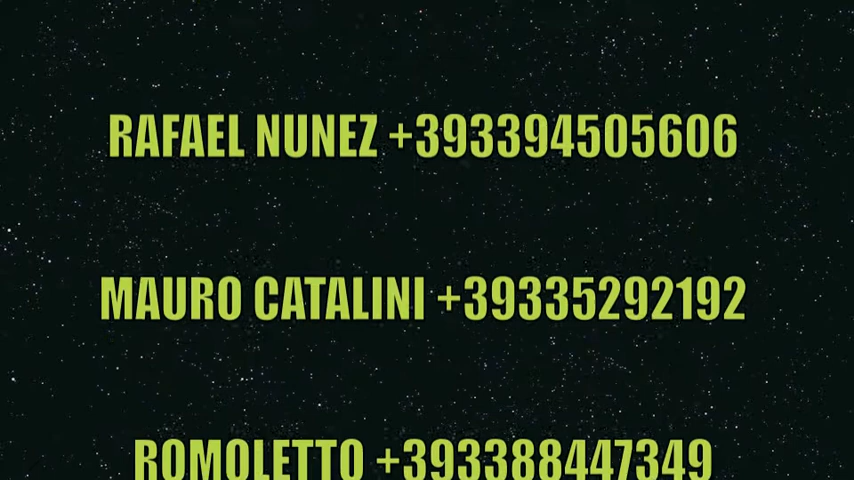 RAFAEL NUNEZ +393394505606
MAURO CATALINI +39335292192
ROMOLETTO +393388447349